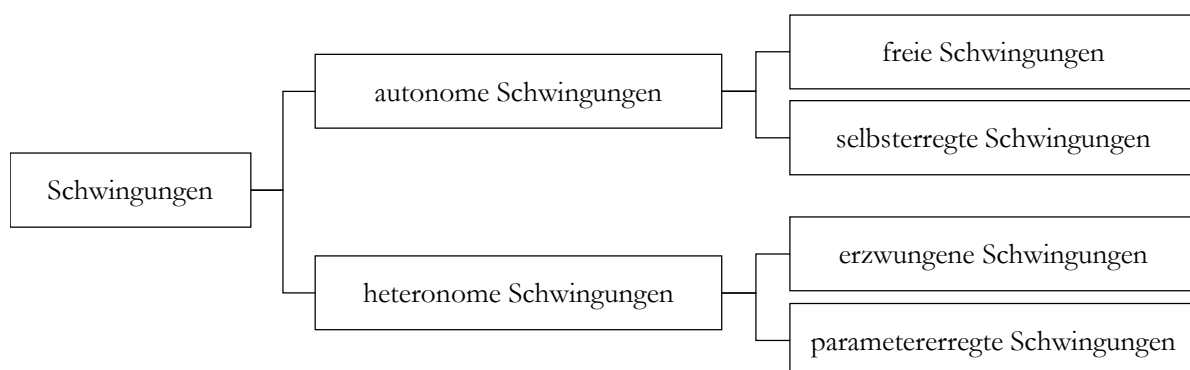 Schwingungen
autonome Schwingungen
freie Schwingungen
selbsterregte Schwingungen
heteronome Schwingungen
erzwungene Schwingungen
parametererregte Schwingungen